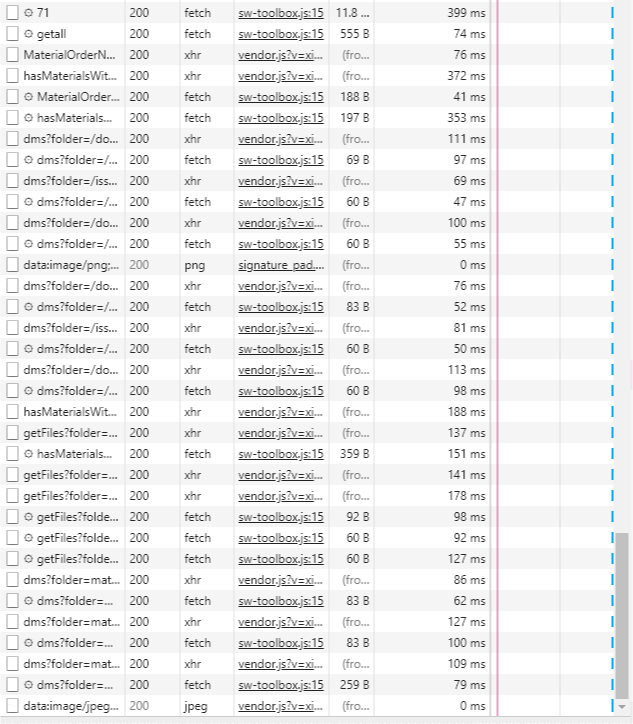 ⚙ 71 200 fetch sw-toolbox.js:15 11.8 ... 399 ms
⚙ getall 200 fetch sw-toolbox.js:15 555 B 74 ms
MaterialOrderN... 200 xhr vendor.js?v=xi... (fro... 76 ms
hasMaterialsWit... 200 xhr vendor.js?v=xi... (fro... 372 ms
⚙ MaterialOrder... 200 fetch sw-toolbox.js:15 188 B 41 ms
⚙ hasMaterials... 200 fetch sw-toolbox.js:15 197 B 353 ms
dms?folder=/do... 200 xhr vendor.js?v=xi... (fro... 111 ms
⚙ dms?folder=/... 200 fetch sw-toolbox.js:15 69 B 97 ms
dms?folder=/iss... 200 xhr vendor.js?v=xi... (fro... 69 ms
⚙ dms?folder=/... 200 fetch sw-toolbox.js:15 60 B 47 ms
dms?folder=/do... 200 xhr vendor.js?v=xi... (fro... 100 ms
⚙ dms?folder=/... 200 fetch sw-toolbox.js:15 60 B 55 ms
data:image/png;... 200 png signature_pad.... (fro... 0 ms
dms?folder=/do... 200 xhr vendor.js?v=xi... (fro... 76 ms
⚙ dms?folder=/... 200 fetch sw-toolbox.js:15 83 B 52 ms
dms?folder=/iss... 200 xhr vendor.js?v=xi... (fro... 81 ms
⚙ dms?folder=/... 200 fetch sw-toolbox.js:15 60 B 50 ms
dms?folder=/do... 200 xhr vendor.js?v=xi... (fro... 113 ms
⚙ dms?folder=/... 200 fetch sw-toolbox.js:15 60 B 98 ms
hasMaterialsWit... 200 xhr vendor.js?v=xi... (fro... 188 ms
getFiles?folder=... 200 xhr vendor.js?v=xi... (fro... 137 ms
⚙ hasMaterials... 200 fetch sw-toolbox.js:15 359 B 151 ms
getFiles?folder=... 200 xhr vendor.js?v=xi... (fro... 141 ms
getFiles?folder=... 200 xhr vendor.js?v=xi... (fro... 178 ms
⚙ getFiles?folde... 200 fetch sw-toolbox.js:15 92 B 98 ms
⚙ getFiles?folde... 200 fetch sw-toolbox.js:15 60 B 92 ms
⚙ getFiles?folde... 200 fetch sw-toolbox.js:15 60 B 127 ms
dms?folder=mat... 200 xhr vendor.js?v=xi... (fro... 86 ms
⚙ dms?folder=... 200 fetch sw-toolbox.js:15 83 B 62 ms
dms?folder=mat... 200 xhr vendor.js?v=xi... (fro... 127 ms
⚙ dms?folder=... 200 fetch sw-toolbox.js:15 83 B 100 ms
dms?folder=mat... 200 xhr vendor.js?v=xi... (fro... 109 ms
⚙ dms?folder=... 200 fetch sw-toolbox.js:15 259 B 79 ms
data:image/jpeg... 200 jpeg vendor.js?v=xi... (fro... 0 ms